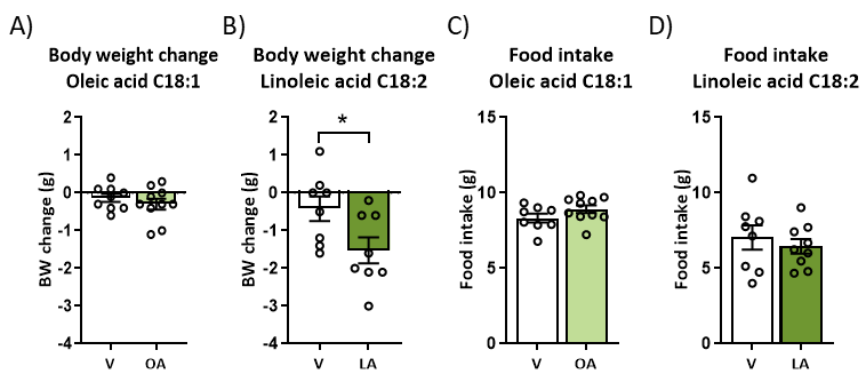 A)
Body weight change
Oleic acid C18:1
BW change (g)
2
1
0
-1
-2
-3
-4
V OA
B)
Body weight change
Linoleic acid C18:2
BW change (g)
2
1
0
-1
-2
-3
-4
*
V LA
C)
Food intake
Oleic acid C18:1
Food intake (g)
15
10
5
0
V OA
D)
Food intake
Linoleic acid C18:2
Food intake (g)
15
10
5
0
V LA